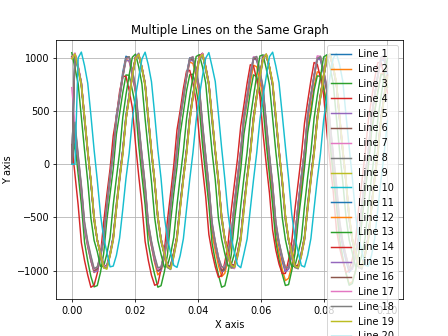 Multiple Lines on the Same Graph
Y axis
1000
500
0
−500
−1000
0.00
0.02
0.04
0.06
X axis
Line 1
Line 2
Line 3
Line 4
Line 5
Line 6
Line 7
Line 8
Line 9
Line 10
Line 11
Line 12
Line 13
Line 14
Line 15
Line 16
Line 17
Line 18
Line 19